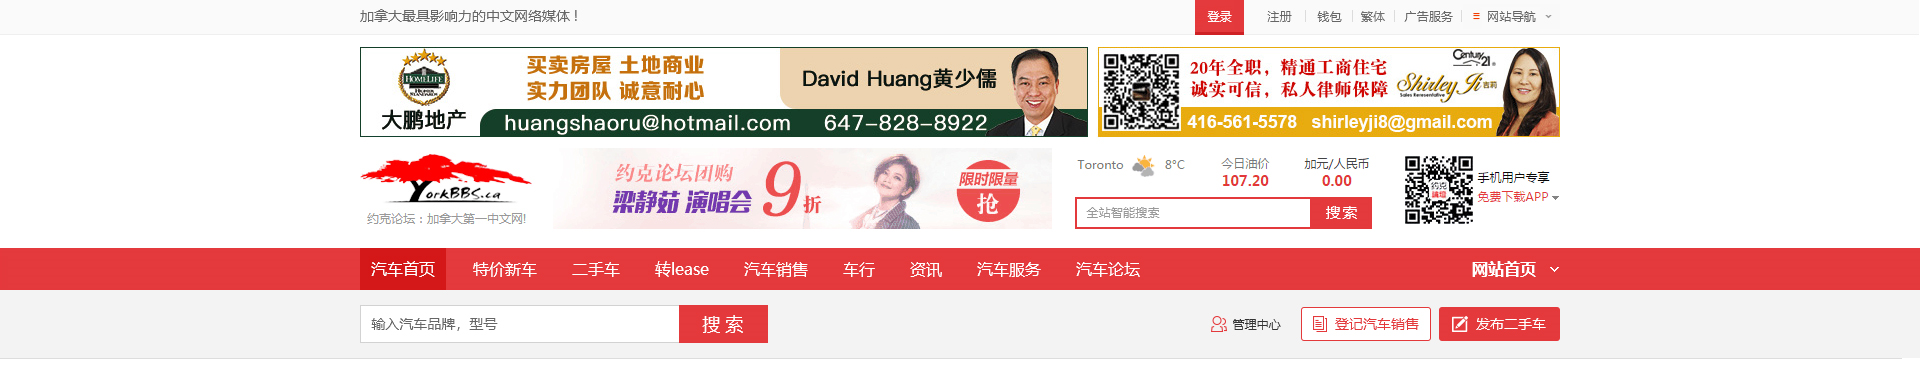 加拿大最具影响力的中文网络媒体！
登录 注册 钱包 繁体 广告服务 网站导航
HOMELIFE
HIGHER STANDARDS
大鹏地产
买卖房屋 土地商业
实力团队 诚意耐心
David Huang黄少儒
huangshaoru@hotmail.com 647-828-8922
20年全职，精通工商住宅
诚实可信，私人律师保障
416-561-5578 shirleyji8@gmail.com
Century 21
Shirley Ji 吉莉
Sales Representative
YorkBBS.ca
约克论坛：加拿大第一中文网!
约克论坛团购
梁静茹 演唱会
9折
限时限量
抢
Toronto 8°C
今日油价
107.20
加元/人民币
0.00
全站智能搜索 搜索
约克
手机用户专享
免费下载APP
汽车首页 特价新车 二手车 转lease 汽车销售 车行 资讯 汽车服务 汽车论坛 网站首页
输入汽车品牌，型号 搜索
管理中心 登记汽车销售 发布二手车